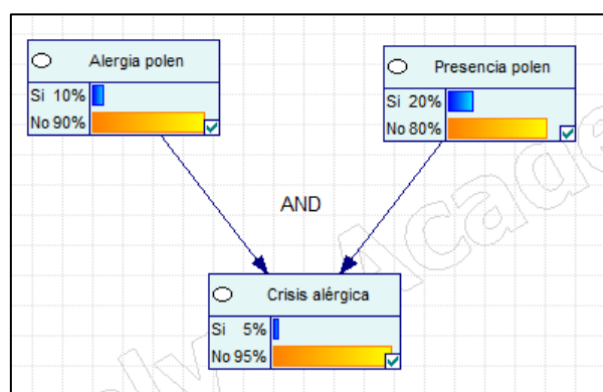 Alergia polen
Si 10%
No 90%
Presencia polen
Si 20%
No 80%
AND
Crisis alérgica
Si 5%
No 95%